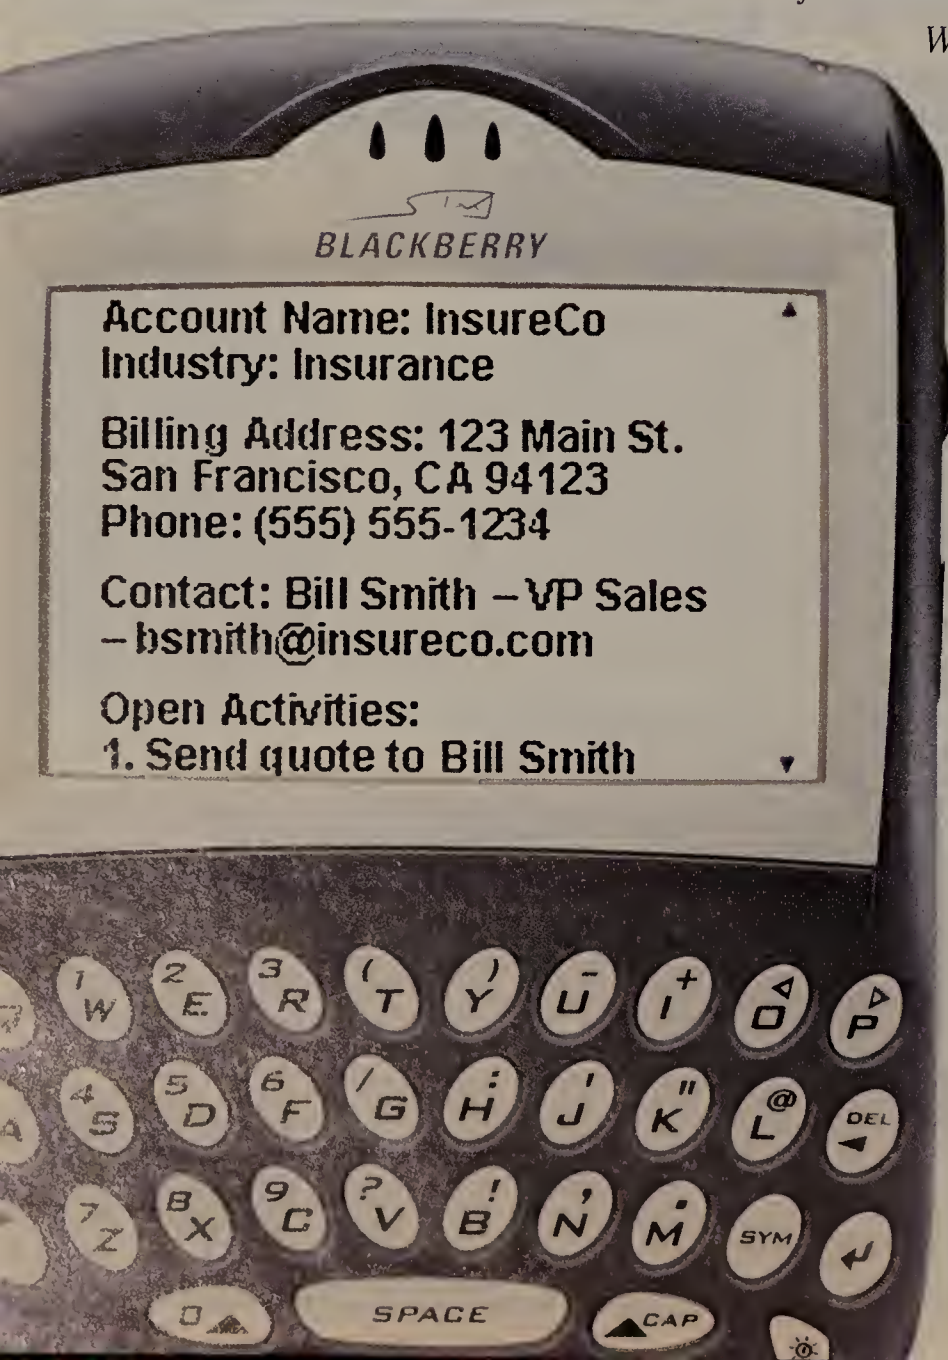 W
BLACKBERRY
Account Name: InsureCo
Industry: Insurance
Billing Address: 123 Main St.
San Francisco, CA 94123
Phone: (555) 555-1234
Contact: Bill Smith – VP Sales
– bsmith@insureco.com
Open Activities:
1. Send quote to Bill Smith
1 W 2 E 3 R ( T ) Y - U + I O P
A 4 S 5 D 6 F / G : H ' J " K @ L DEL
7 Z 8 X 9 C ? V ! B , N . M SYM
0 SPACE CAP